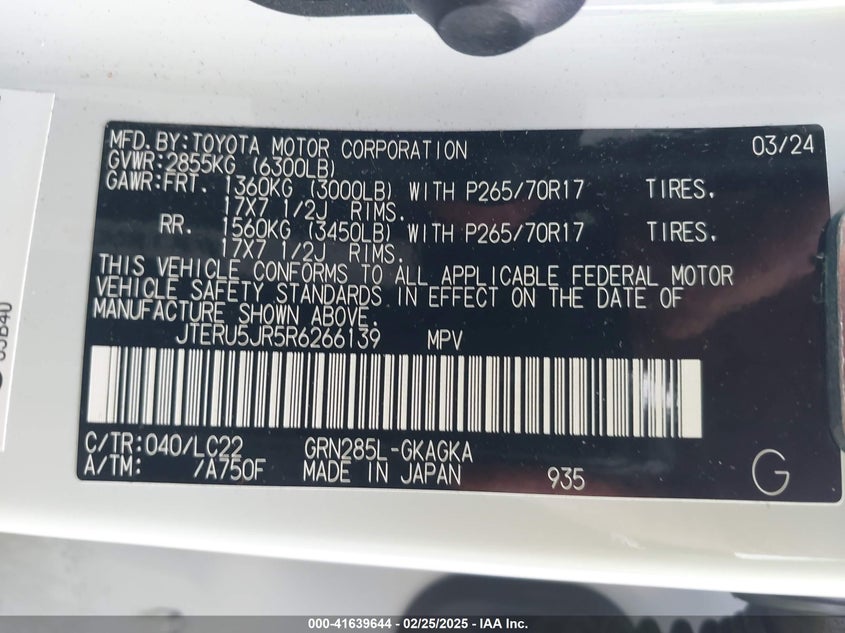 MFD.BY:TOYOTA MOTOR CORPORATION 03/24
GVWR:2855KG (6300LB)
GAWR:FRT. 1360KG (3000LB) WITH P265/70R17 TIRES.
17X7 1/2J RIMS.
RR. 1560KG (3450LB) WITH P265/70R17 TIRES.
17X7 1/2J RIMS.
THIS VEHICLE CONFORMS TO ALL APPLICABLE FEDERAL MOTOR
VEHICLE SAFETY STANDARDS IN EFFECT ON THE DATE OF
MANUFACTURE SHOWN ABOVE.
JTERU5JR5R6266139 MPV
C/TR:040/LC22 GRN285L-GKAGKA
A/TM: /A750F MADE IN JAPAN 935 G
000-41639644 - 02/25/2025 - IAA Inc.